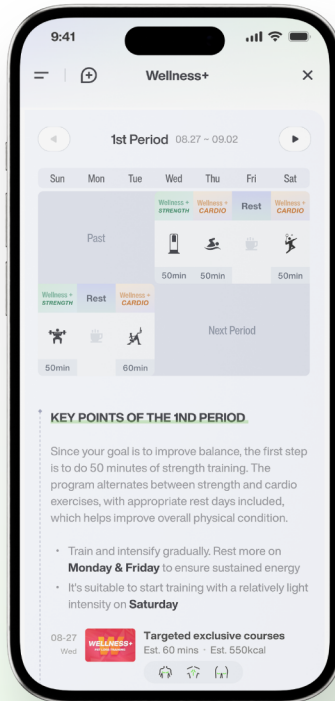 9:41
Wellness+
1st Period 08.27 – 09.02
Sun Mon Tue Wed Thu Fri Sat
Past
Wellness + STRENGTH
Wellness + CARDIO
Rest
Wellness + CARDIO
50min 50min 50min
Wellness + STRENGTH
Rest
Wellness + CARDIO
Next Period
50min 60min
KEY POINTS OF THE 1ND PERIOD
Since your goal is to improve balance, the first step
is to do 50 minutes of strength training. The
program alternates between strength and cardio
exercises, with appropriate rest days included,
which helps improve overall physical condition.
• Train and intensify gradually. Rest more on
Monday & Friday to ensure sustained energy
• It's suitable to start training with a relatively light
intensity on Saturday
08-27
Wed
WELLNESS+
Targeted exclusive courses
Est. 60 mins · Est. 550kcal